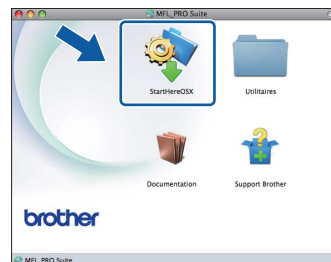 MFL_PRO Suite
StartHereOSX
Utilitaires
Documentation
Support Brother
brother
MFL_PRO Suite